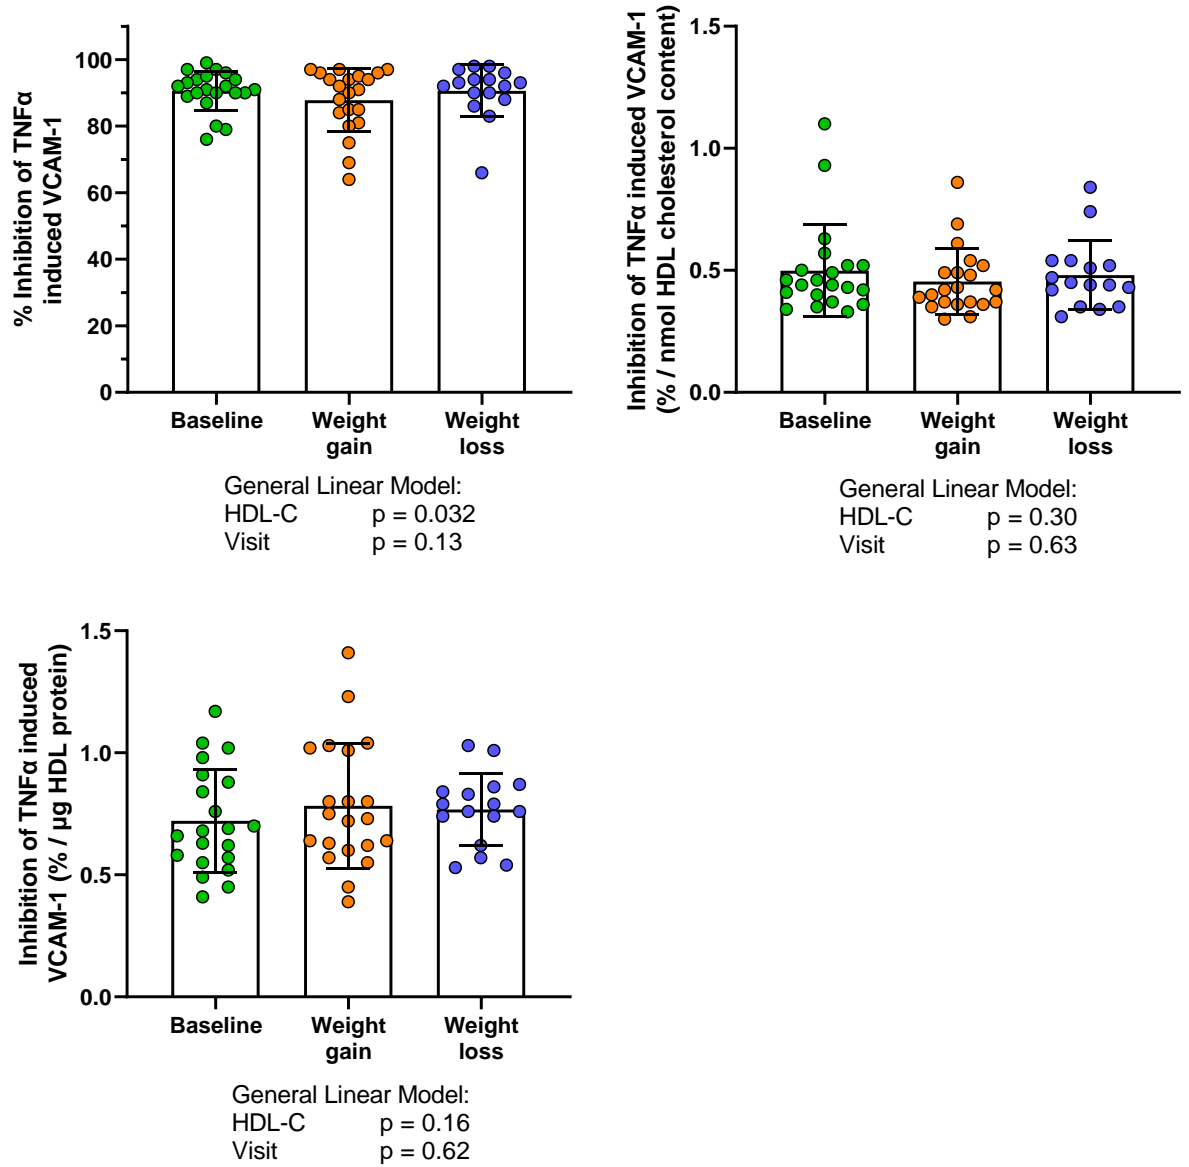 % Inhibition of TNFα
induced VCAM-1
100
80
60
40
20
0
Baseline
Weight
gain
Weight
loss
General Linear Model:
HDL-C p = 0.032
Visit p = 0.13
Inhibition of TNFα induced VCAM-1
(% / nmol HDL cholesterol content)
1.5
1.0
0.5
0.0
Baseline
Weight
gain
Weight
loss
General Linear Model:
HDL-C p = 0.30
Visit p = 0.63
Inhibition of TNFα induced
VCAM-1 (% / µg HDL protein)
1.5
1.0
0.5
0.0
Baseline
Weight
gain
Weight
loss
General Linear Model:
HDL-C p = 0.16
Visit p = 0.62